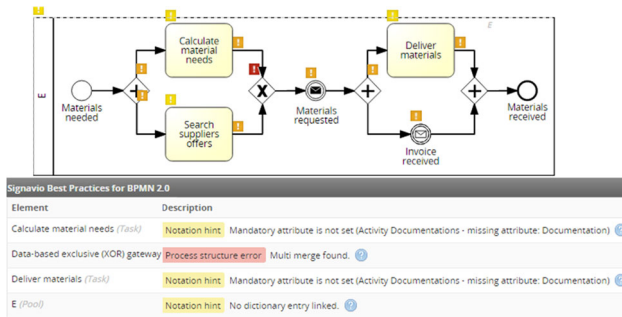 E
Calculate
material
needs
Deliver
materials
E
Materials
needed
Materials
requested
Materials
received
Search
suppliers
offers
Invoice
received
Signavio Best Practices for BPMN 2.0
Element Description
Calculate material needs (Task) Notation hint Mandatory attribute is not set (Activity Documentations - missing attribute: Documentation) ?
Data-based exclusive (XOR) gateway Process structure error Multi merge found. ?
Deliver materials (Task) Notation hint Mandatory attribute is not set (Activity Documentations - missing attribute: Documentation) ?
E (Pool) Notation hint No dictionary entry linked. ?